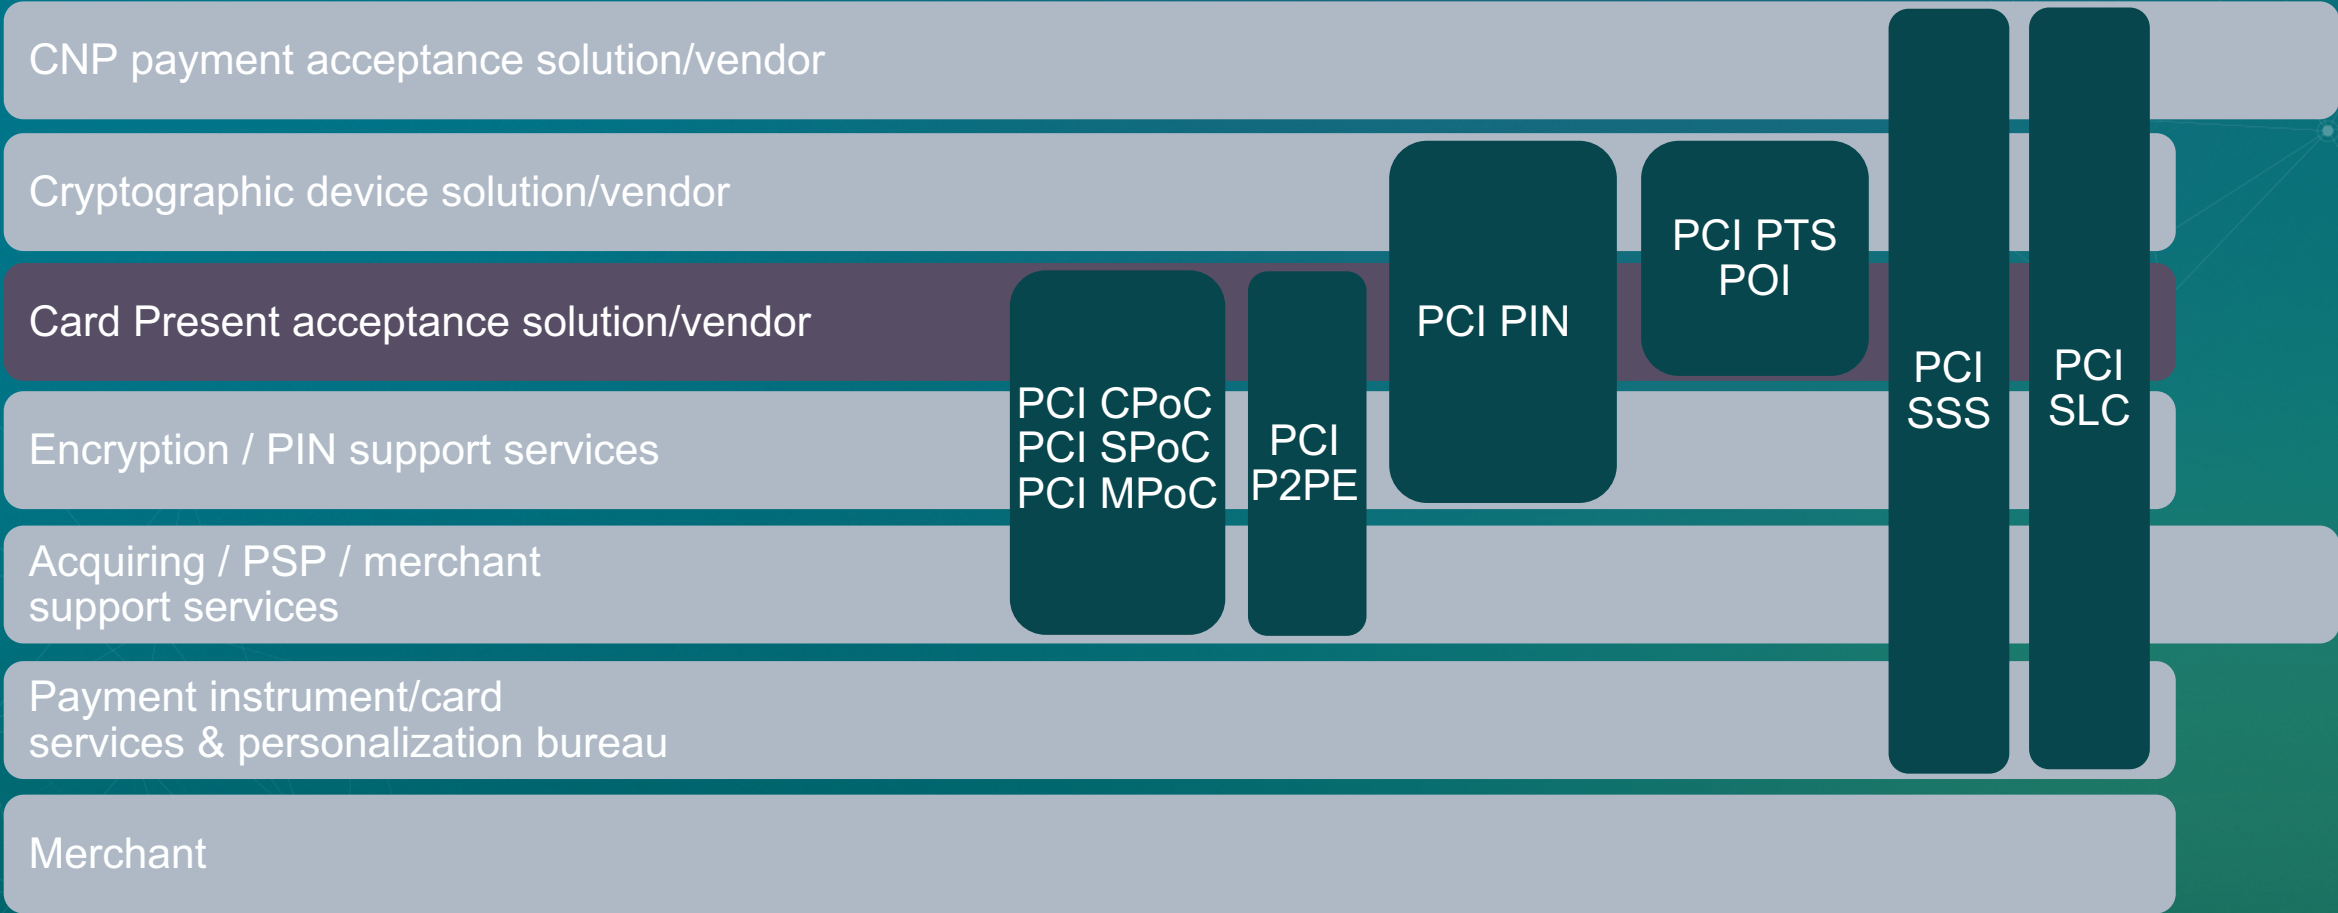 CNP payment acceptance solution/vendor
Cryptographic device solution/vendor
Card Present acceptance solution/vendor
Encryption / PIN support services
Acquiring / PSP / merchant
support services
Payment instrument/card
services & personalization bureau
Merchant
PCI CPoC
PCI SPoC
PCI MPoC
PCI
P2PE
PCI PIN
PCI PTS
POI
PCI
SSS
PCI
SLC